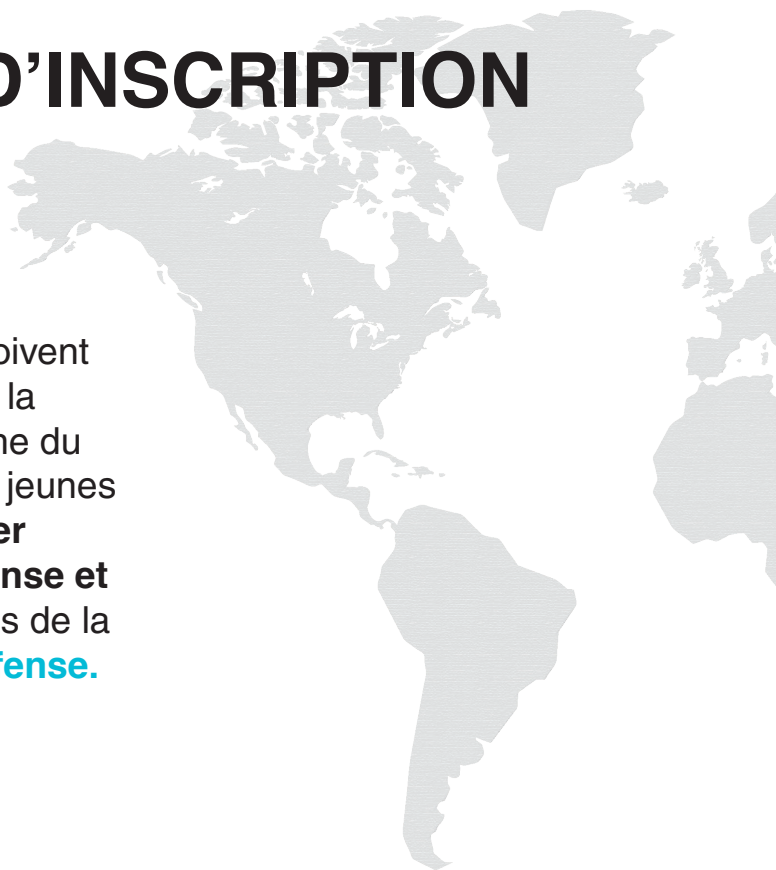 D’INSCRIPTION
oivent
la
ne du
jeunes
er
nse et
s de la
fense.